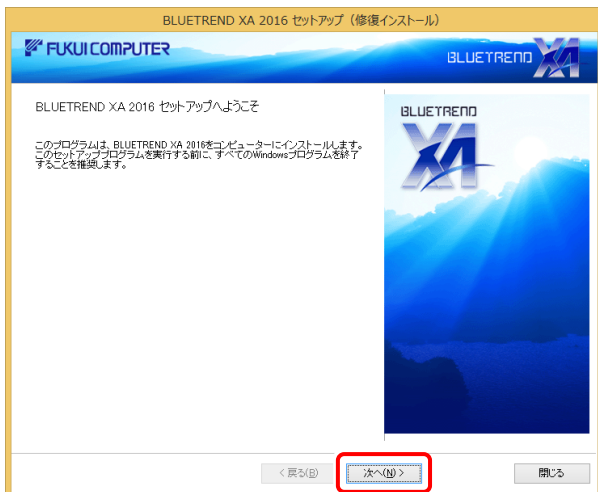 BLUETREND XA 2016 セットアップ（修復インストール）
FUKUI COMPUTER
BLUETREND XA
BLUETREND XA 2016 セットアップへようこそ
このプログラムは、BLUETREND XA 2016をコンピューターにインストールします。
このセットアッププログラムを実行する前に、すべてのWindowsプログラムを終了
することを推奨します。
BLUETREND
XA
< 戻る(B)
次へ(N) >
閉じる